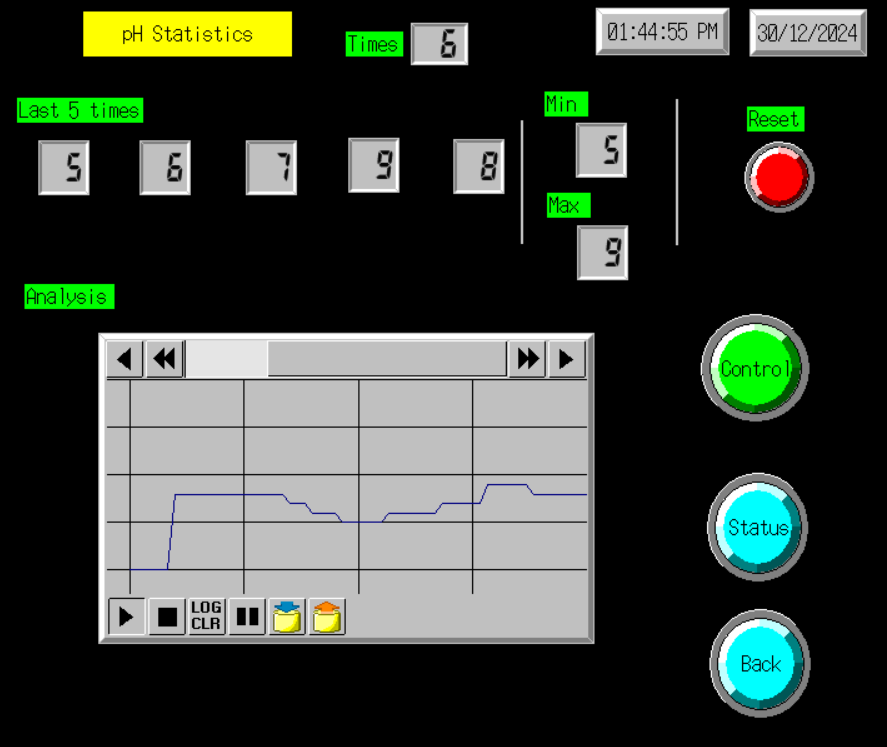 pH Statistics
Times 6
01:44:55 PM
30/12/2024
Last 5 times
5 6 7 9 8
Min
5
Max
9
Reset
Analysis
Control
LOG
CLR
Status
Back